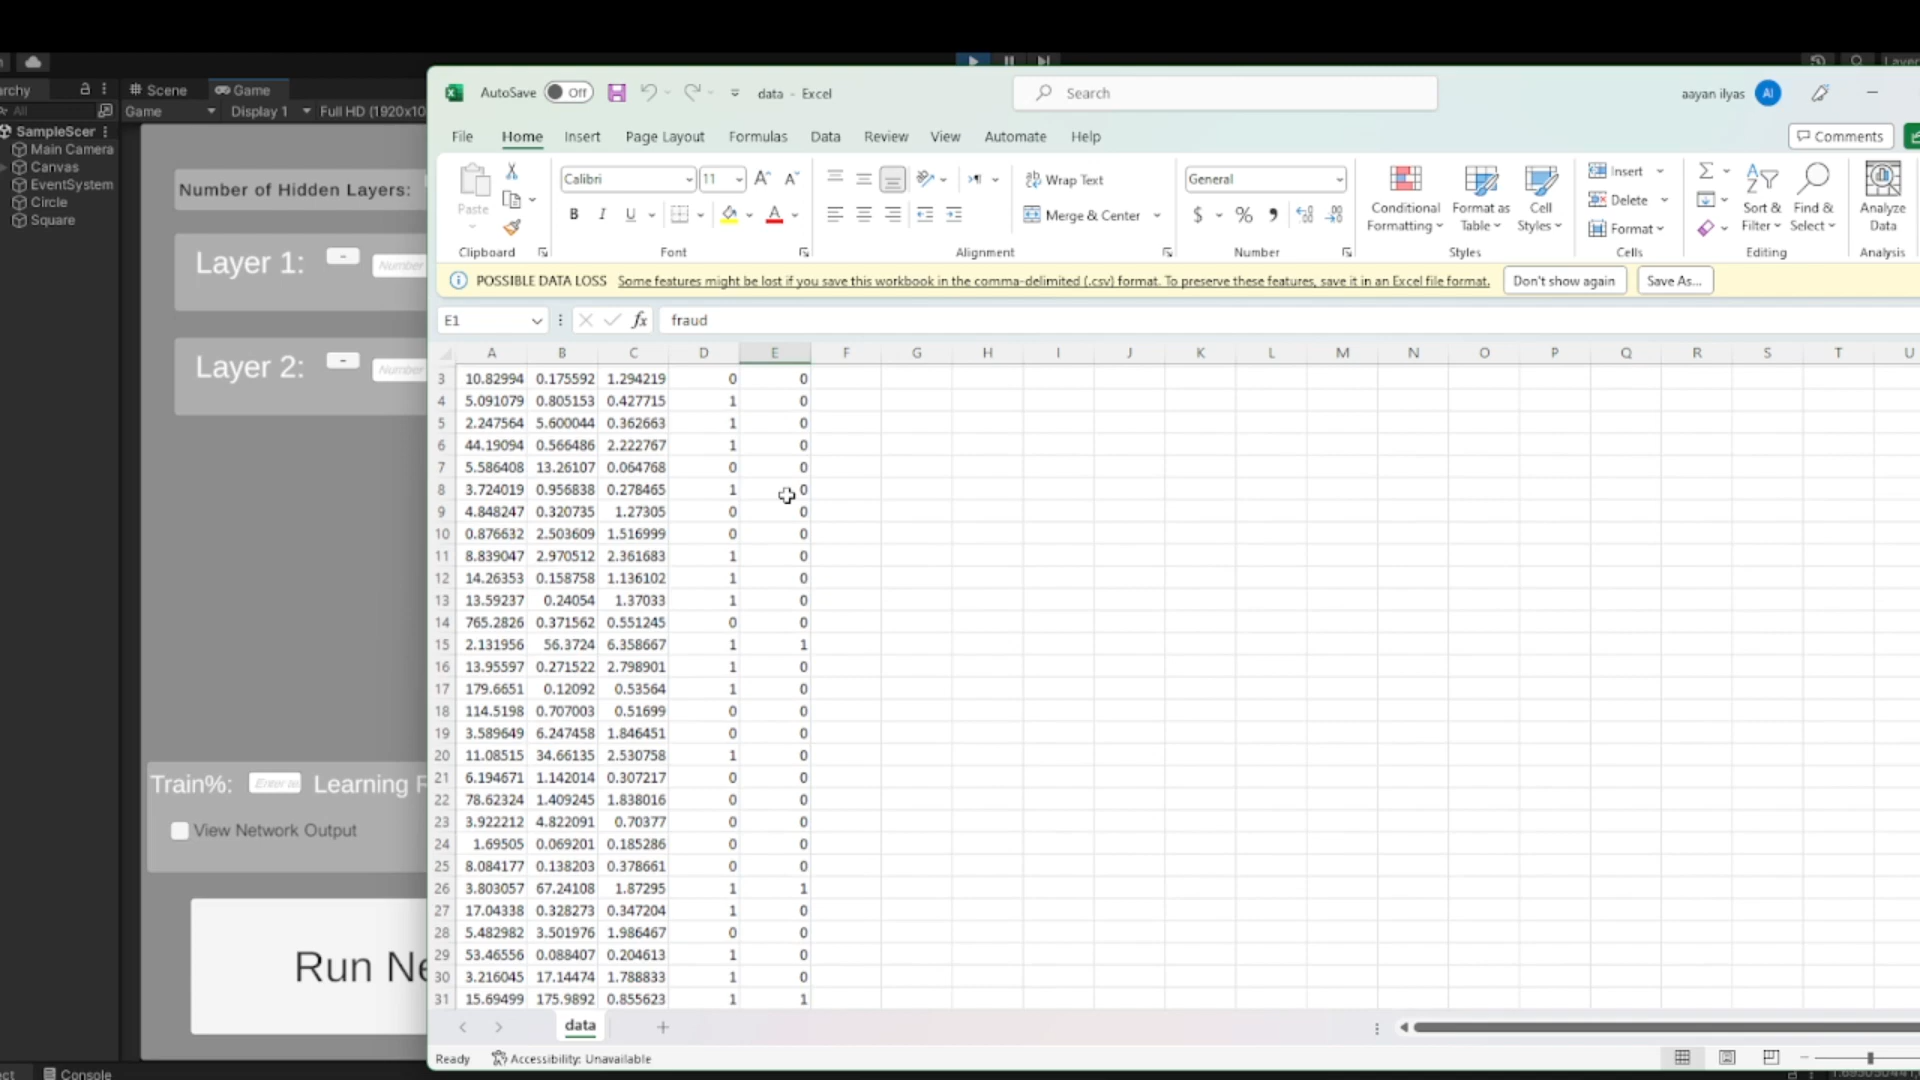 AutoSave Off data - Excel Search aayan ilyas AI
Scene Game
Game Display 1 Full HD (1920x10
All
SampleScer
Main Camera
Canvas
EventSystem
Circle
Square
Number of Hidden Layers:
Layer 1: -
Layer 2: -
Train%: Learning
View Network Output
Run Ne
Console
File Home Insert Page Layout Formulas Data Review View Automate Help Comments
Paste
Calibri 11
B I U
Wrap Text
Merge & Center
General
$ %
Conditional Formatting
Format as Table
Cell Styles
Insert
Delete
Format
Sort & Filter
Find & Select
Analyze Data
Clipboard Font Alignment Number Styles Cells Editing Analysis
POSSIBLE DATA LOSS Some features might be lost if you save this workbook in the comma-delimited (.csv) format. To preserve these features, save it in an Excel file format. Don't show again Save As...
E1 fx fraud
A B C D E F G H I J K L M N O P Q R S T U
3 10.82994 0.175592 1.294219 0 0
4 5.091079 0.805153 0.427715 1 0
5 2.247564 5.600044 0.362663 1 0
6 44.19094 0.566486 2.222767 1 0
7 5.586408 13.26107 0.064768 0 0
8 3.724019 0.956838 0.278465 1 0
9 4.848247 0.320735 1.27305 0 0
10 0.876632 2.503609 1.516999 0 0
11 8.839047 2.970512 2.361683 1 0
12 14.26353 0.158758 1.136102 1 0
13 13.59237 0.24054 1.37033 1 0
14 765.2826 0.371562 0.551245 0 0
15 2.131956 56.3724 6.358667 1 1
16 13.95597 0.271522 2.798901 1 0
17 179.6651 0.12092 0.53564 1 0
18 114.5198 0.707003 0.51699 0 0
19 3.589649 6.247458 1.846451 0 0
20 11.08515 34.66135 2.530758 1 0
21 6.194671 1.142014 0.307217 0 0
22 78.62324 1.409245 1.838016 0 0
23 3.922212 4.822091 0.70377 0 0
24 1.69505 0.069201 0.185286 0 0
25 8.084177 0.138203 0.378661 0 0
26 3.803057 67.24108 1.87295 1 1
27 17.04338 0.328273 0.347204 1 0
28 5.482982 3.501976 1.986467 0 0
29 53.46556 0.088407 0.204613 1 0
30 3.216045 17.14474 1.788833 1 0
31 15.69499 175.9892 0.855623 1 1
data
Ready Accessibility: Unavailable